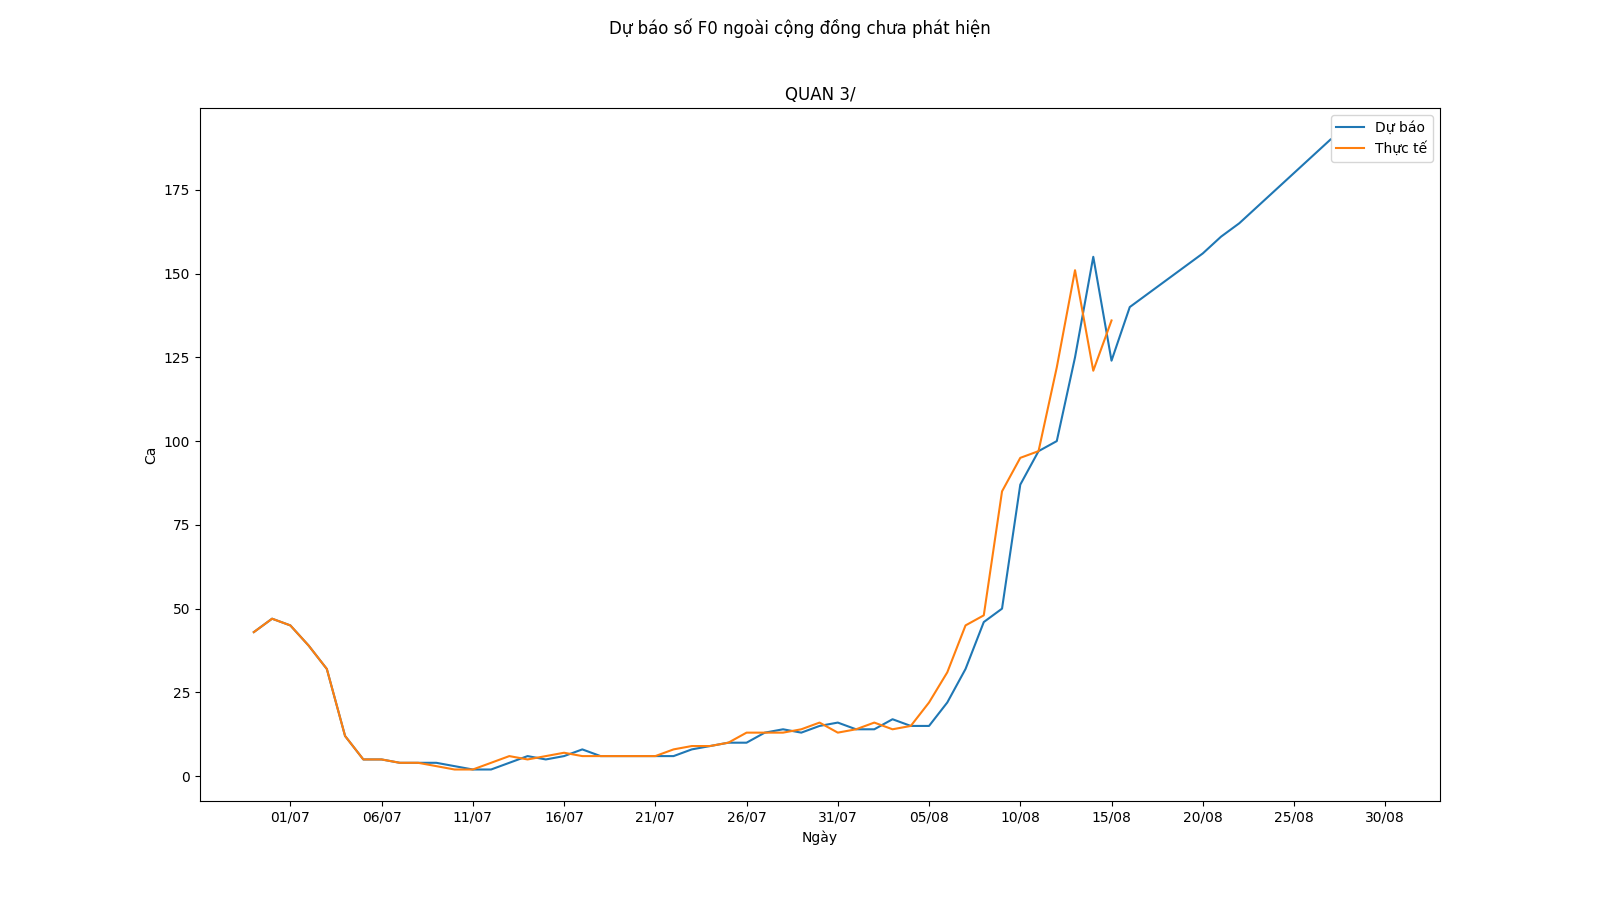 Dự báo số F0 ngoài cộng đồng chưa phát hiện
QUAN 3/
Dự báo
Thực tế
175
150
125
100
75
50
25
0
Ca
01/07 06/07 11/07 16/07 21/07 26/07 31/07 05/08 10/08 15/08 20/08 25/08 30/08
Ngày